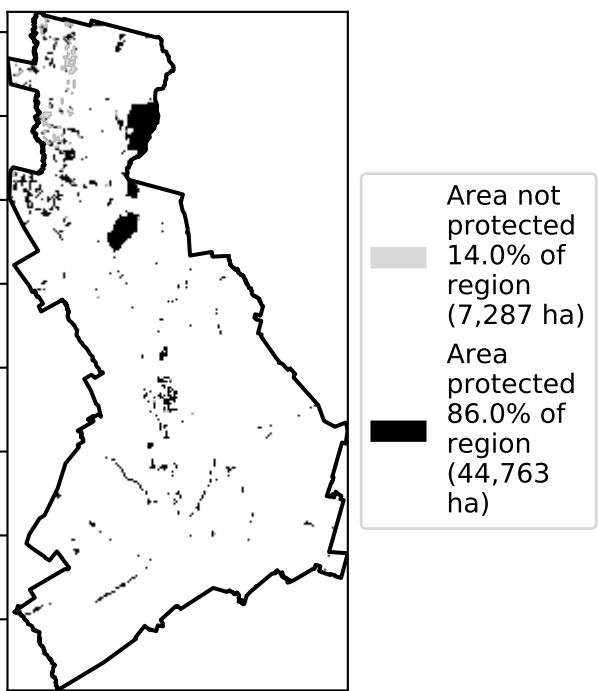 Area not
protected
14.0% of
region
(7,287 ha)
Area
protected
86.0% of
region
(44,763
ha)